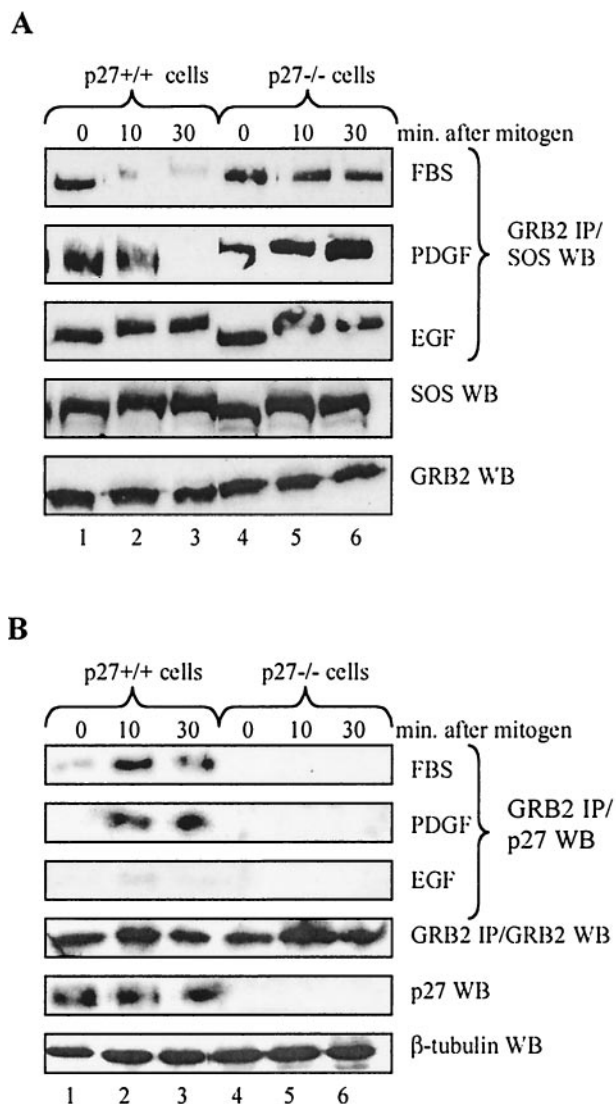 A
p27+/+ cells p27-/- cells
0 10 30 0 10 30 min. after mitogen
FBS
PDGF
GRB2 IP/
SOS WB
EGF
SOS WB
GRB2 WB
1 2 3 4 5 6
B
p27+/+ cells p27-/- cells
0 10 30 0 10 30 min. after mitogen
FBS
PDGF
GRB2 IP/
p27 WB
EGF
GRB2 IP/GRB2 WB
p27 WB
β-tubulin WB
1 2 3 4 5 6